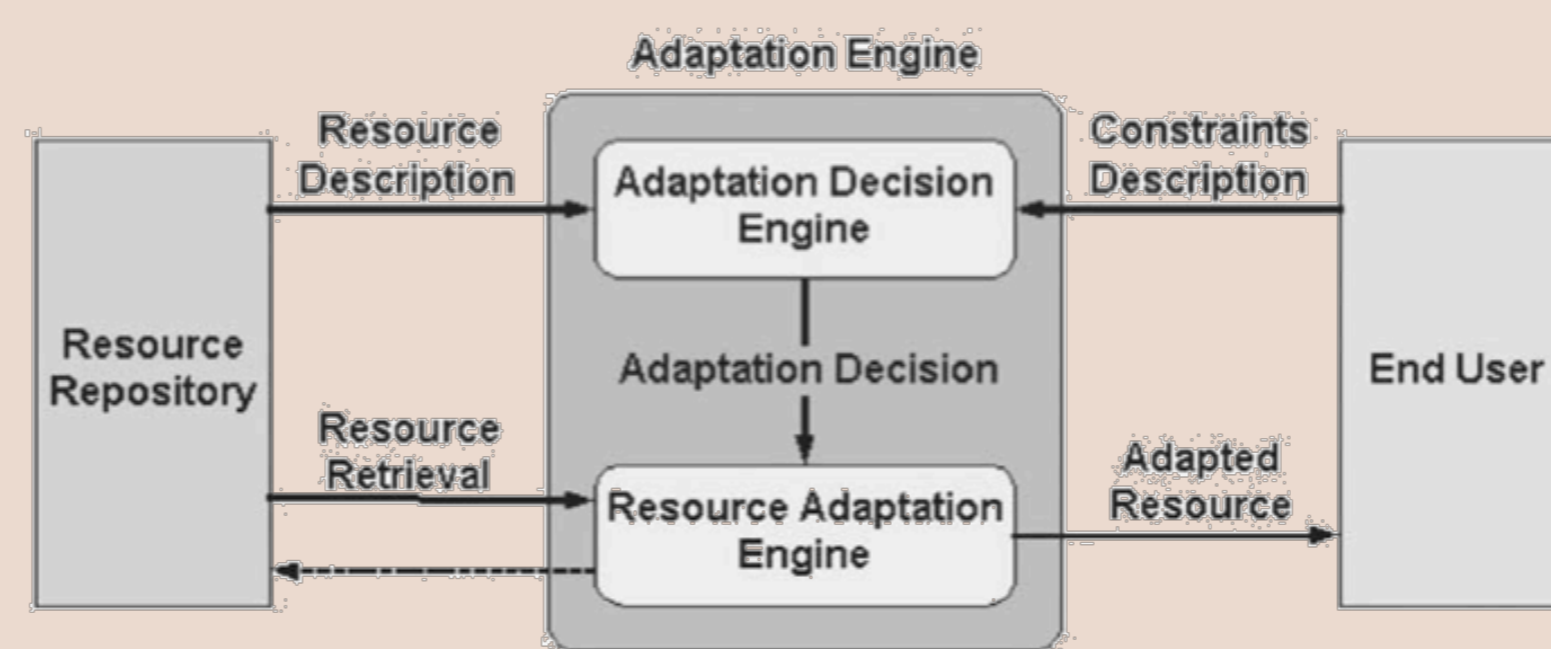 Adaptation Engine
Resource
Description
Constraints
Description
Adaptation Decision
Engine
Resource
Repository
Adaptation Decision
End User
Resource
Retrieval
Adapted
Resource
Resource Adaptation
Engine